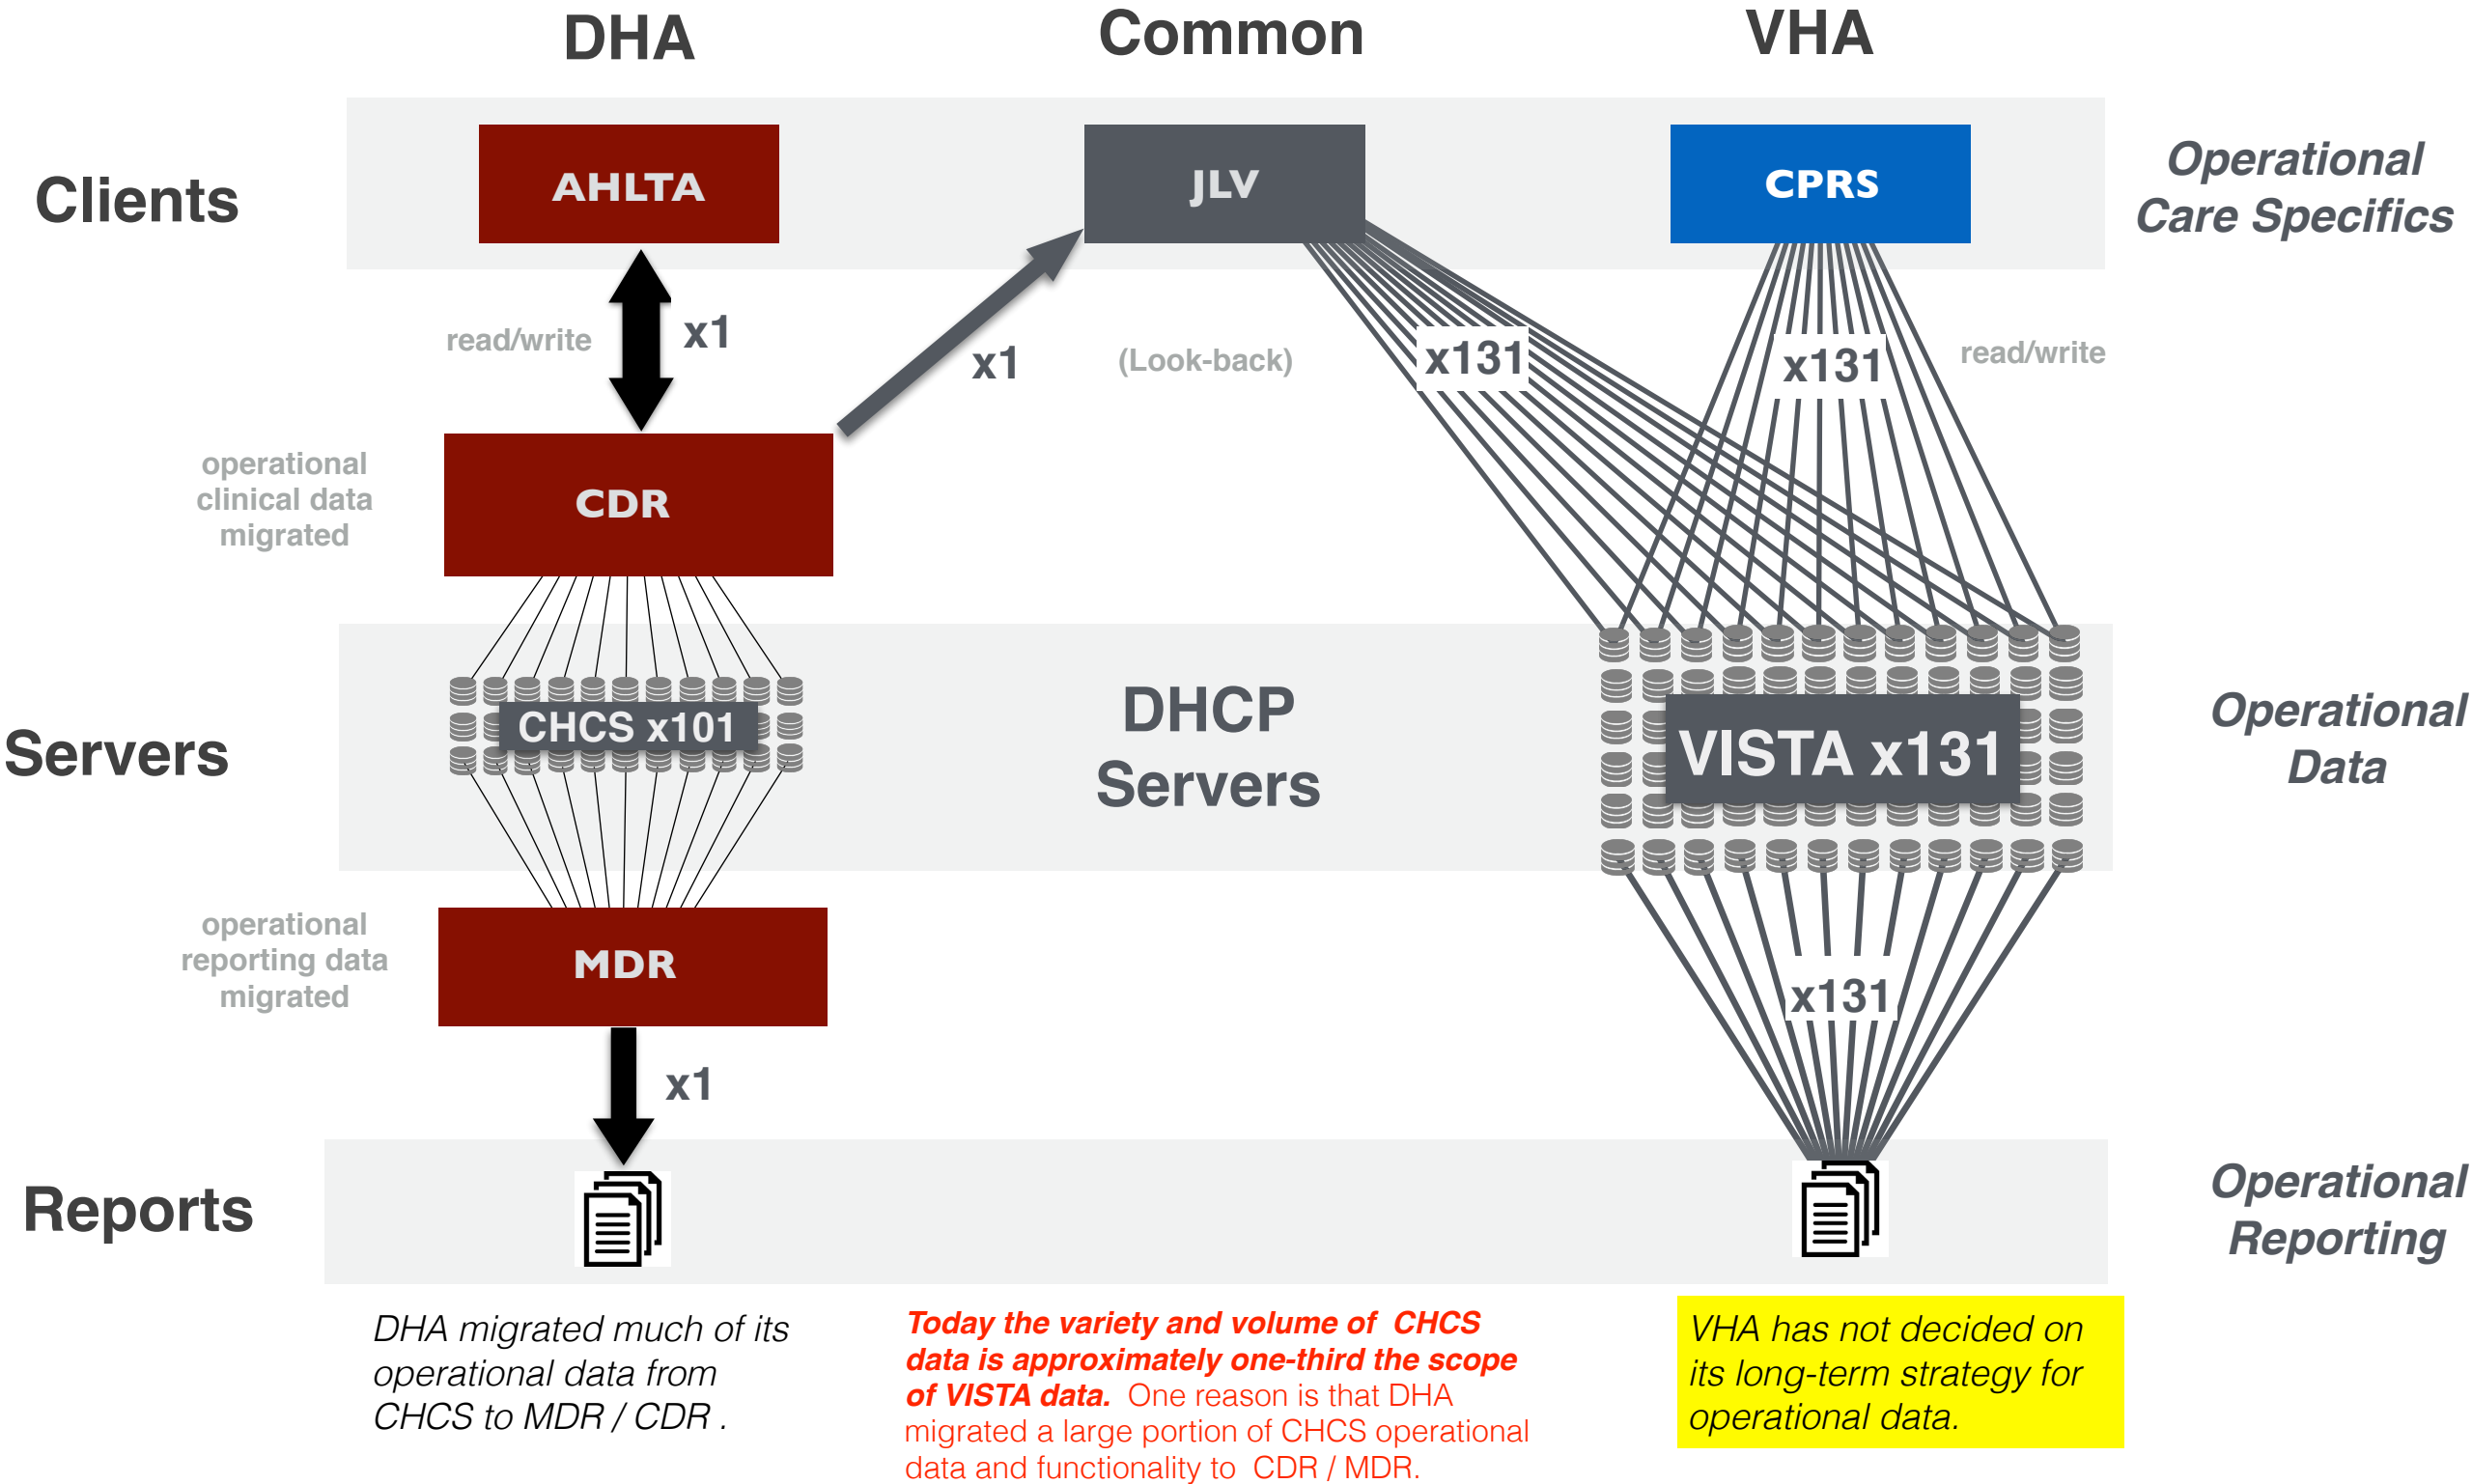 DHA
Common
VHA
Clients
AHLTA
JLV
CPRS
Operational
Care Specifics
read/write
x1
x1
(Look-back)
x131
x131
read/write
operational
clinical data
migrated
CDR
Servers
CHCS x101
DHCP
Servers
VISTA x131
Operational
Data
operational
reporting data
migrated
MDR
x131
x1
Reports
Operational
Reporting
DHA migrated much of its
operational data from
CHCS to MDR / CDR .
Today the variety and volume of CHCS
data is approximately one-third the scope
of VISTA data. One reason is that DHA
migrated a large portion of CHCS operational
data and functionality to CDR / MDR.
VHA has not decided on
its long-term strategy for
operational data.